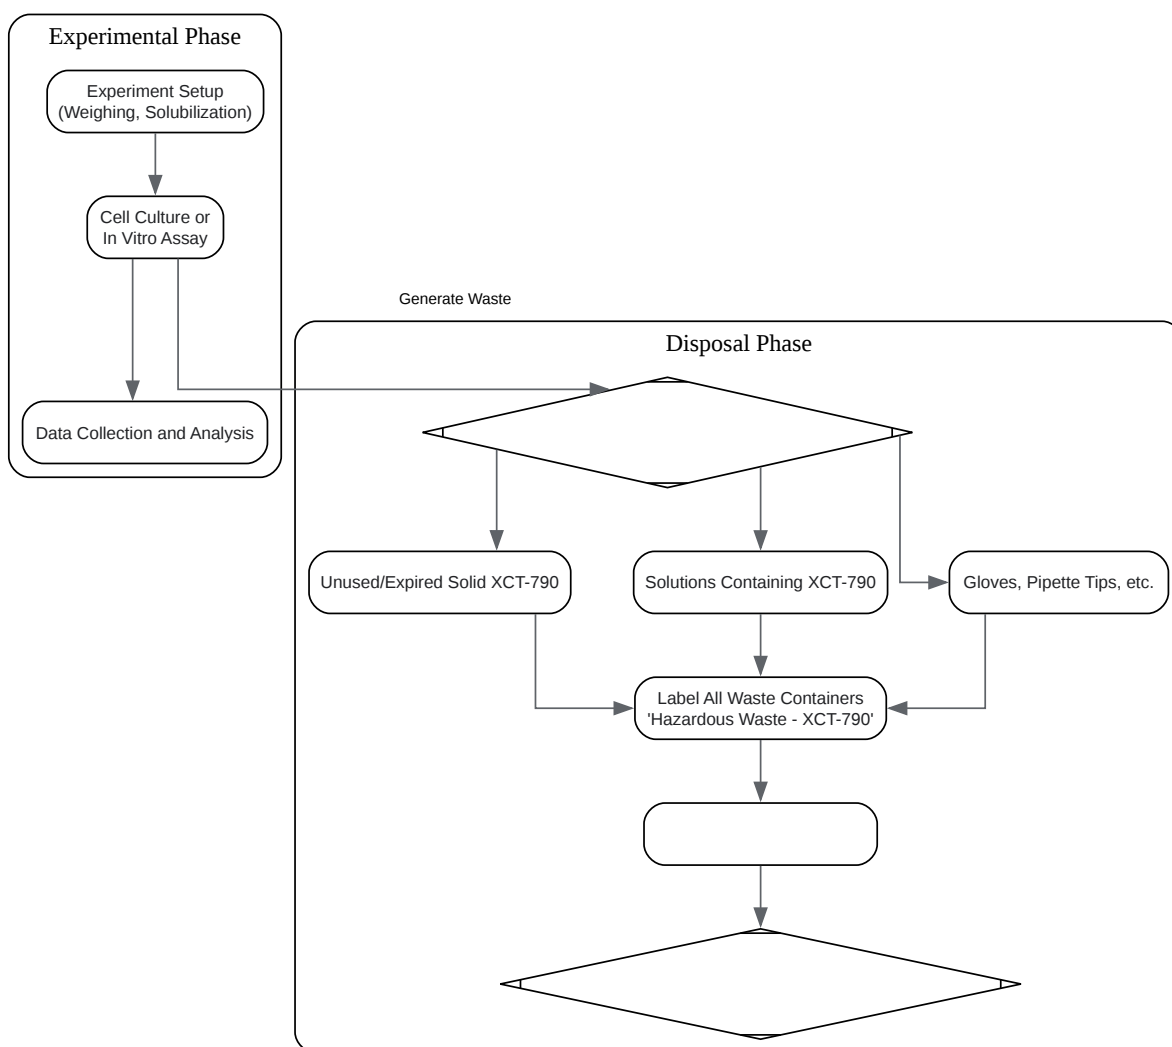 Experimental Phase
Experiment Setup
(Weighing, Solubilization)
Cell Culture or
In Vitro Assay
Data Collection and Analysis
Generate Waste
Disposal Phase
Unused/Expired Solid XCT-790
Solutions Containing XCT-790
Gloves, Pipette Tips, etc.
Label All Waste Containers
'Hazardous Waste - XCT-790'